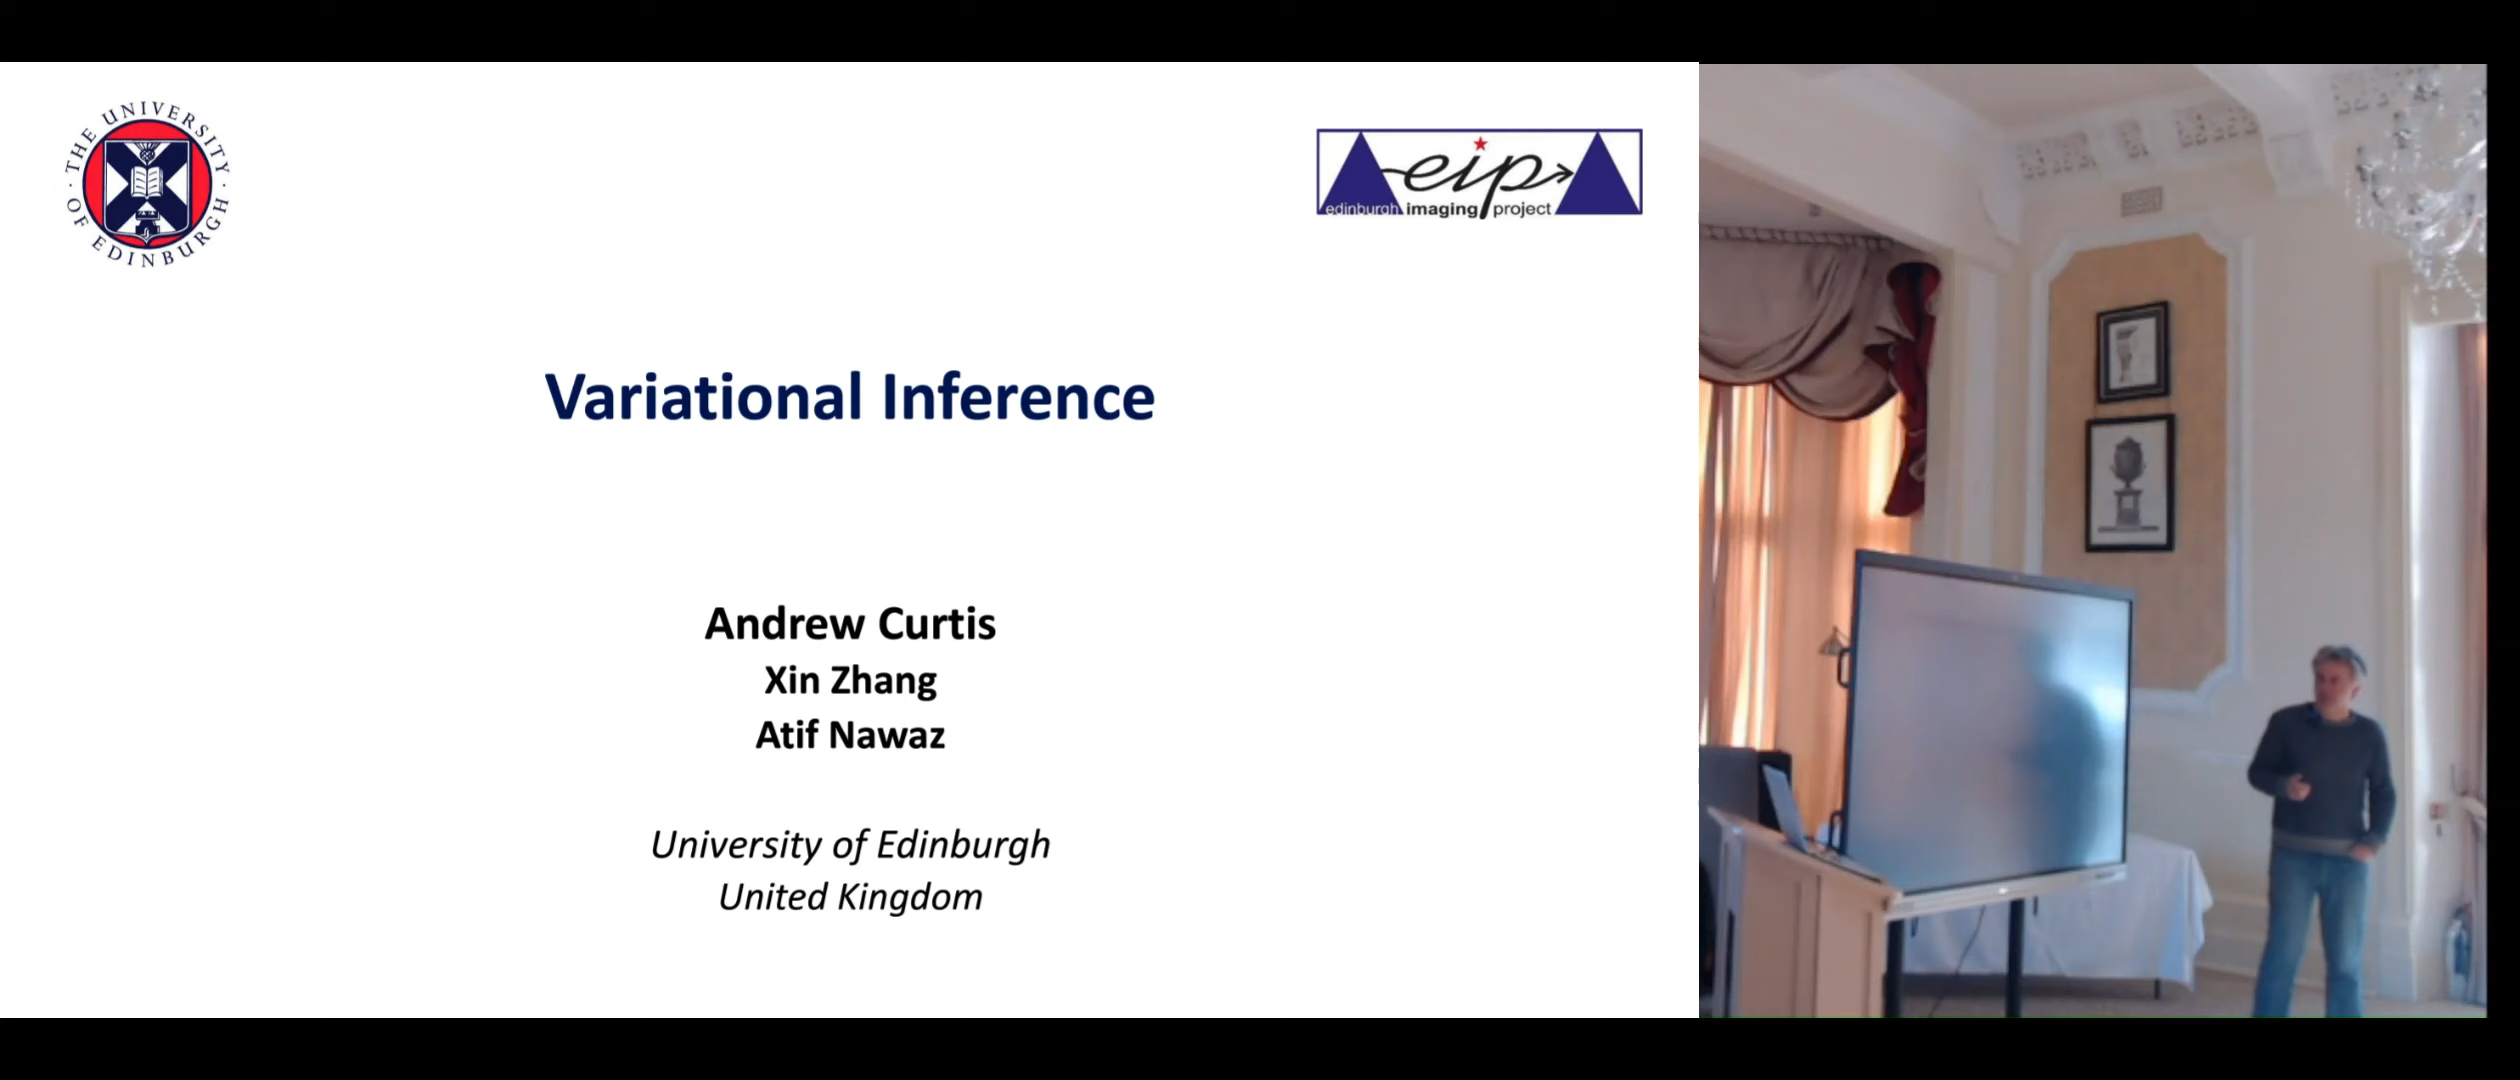 THE UNIVERSITY OF EDINBURGH
eip
edinburgh imaging project
Variational Inference
Andrew Curtis
Xin Zhang
Atif Nawaz
University of Edinburgh
United Kingdom